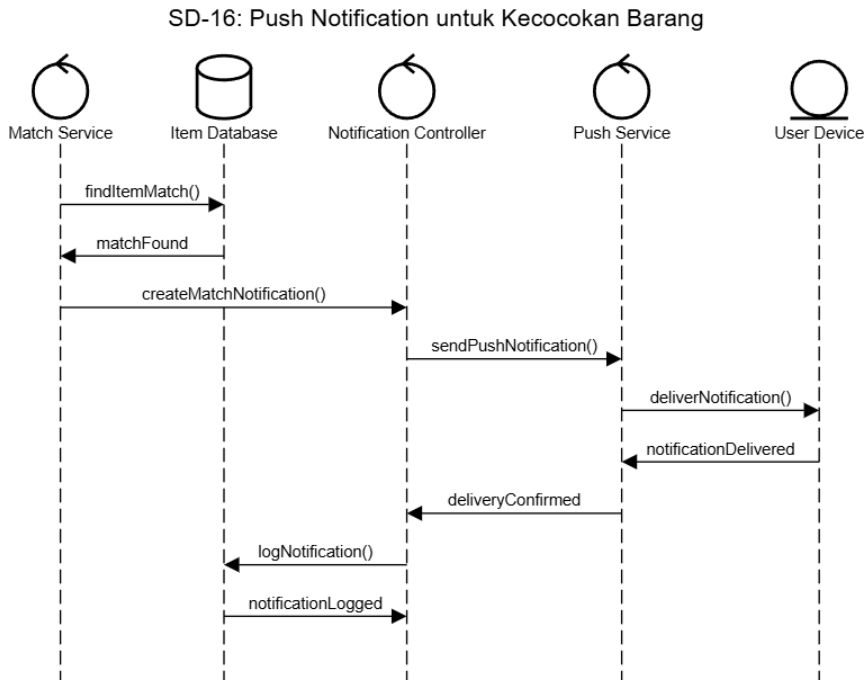 SD-16: Push Notification untuk Kecocokan Barang
Match Service
Item Database
Notification Controller
Push Service
User Device
findItemMatch()
matchFound
createMatchNotification()
sendPushNotification()
deliverNotification()
notificationDelivered
deliveryConfirmed
logNotification()
notificationLogged